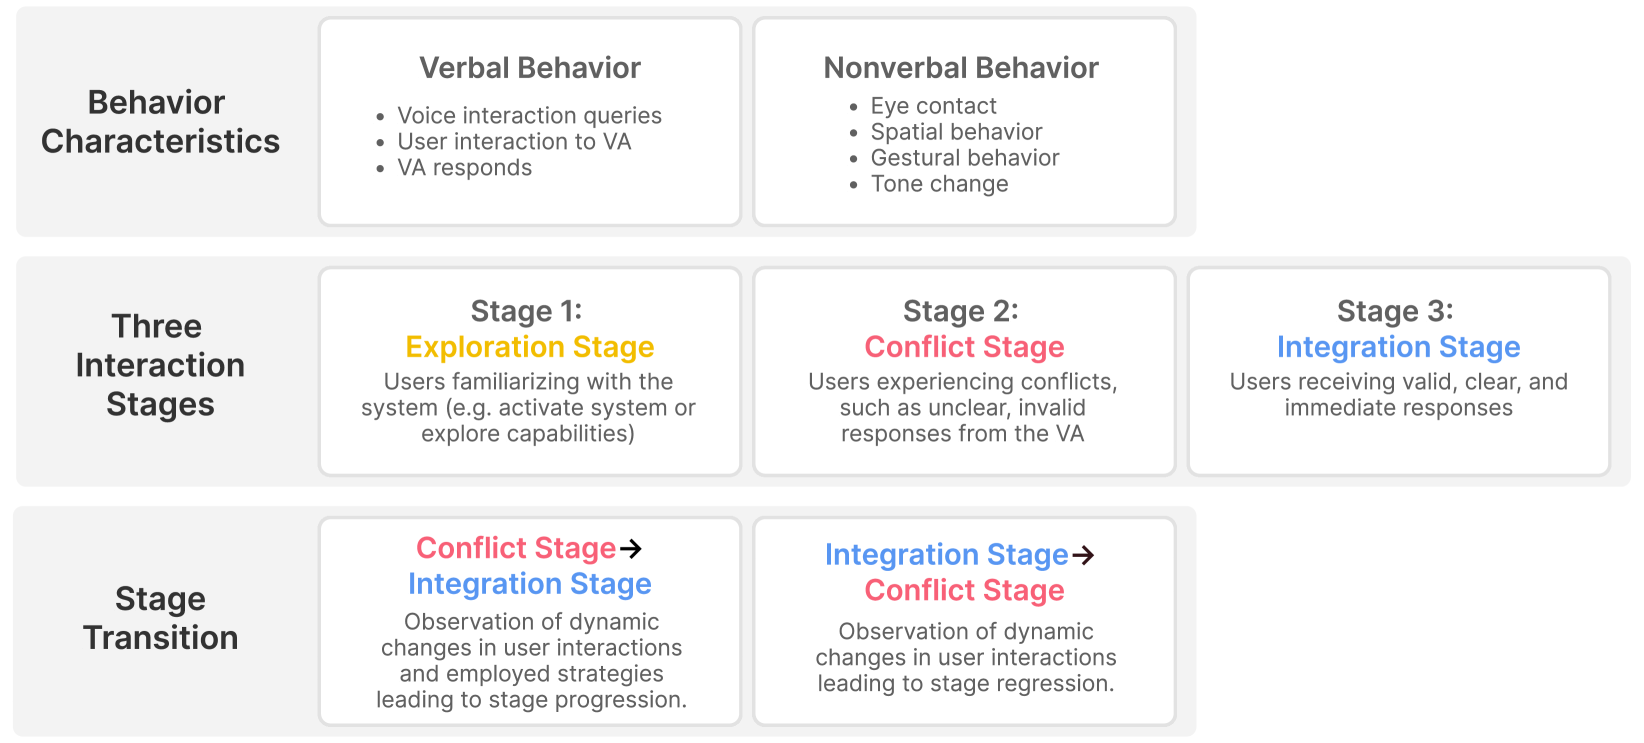 Behavior
Characteristics
Verbal Behavior
• Voice interaction queries
• User interaction to VA
• VA responds
Nonverbal Behavior
• Eye contact
• Spatial behavior
• Gestural behavior
• Tone change
Three
Interaction
Stages
Stage 1:
Exploration Stage
Users familiarizing with the
system (e.g. activate system or
explore capabilities)
Stage 2:
Conflict Stage
Users experiencing conflicts,
such as unclear, invalid
responses from the VA
Stage 3:
Integration Stage
Users receiving valid, clear, and
immediate responses
Stage
Transition
Conflict Stage→
Integration Stage
Observation of dynamic
changes in user interactions
and employed strategies
leading to stage progression.
Integration Stage→
Conflict Stage
Observation of dynamic
changes in user interactions
leading to stage regression.